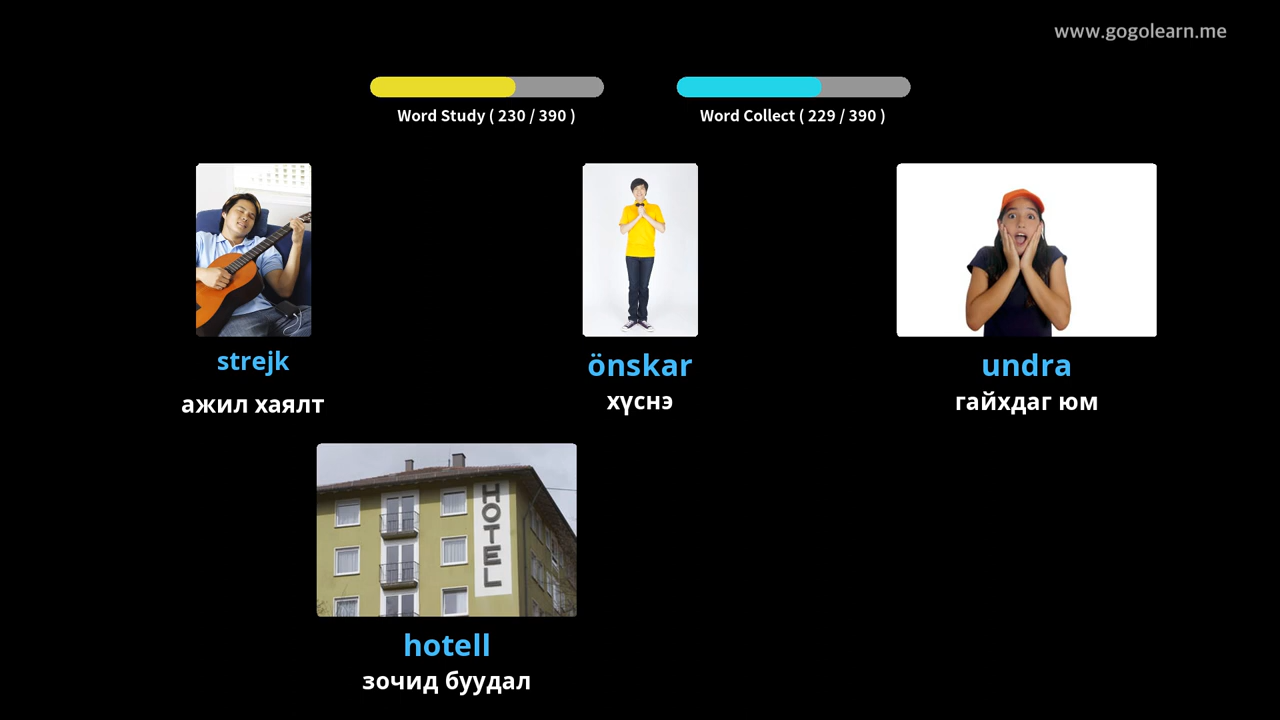 www.gogolearn.me
Word Study ( 230 / 390 )
Word Collect ( 229 / 390 )
strejk
ажил хаялт
önskar
хүснэ
undra
гайхдаг юм
HOTEL
hotell
зочид буудал